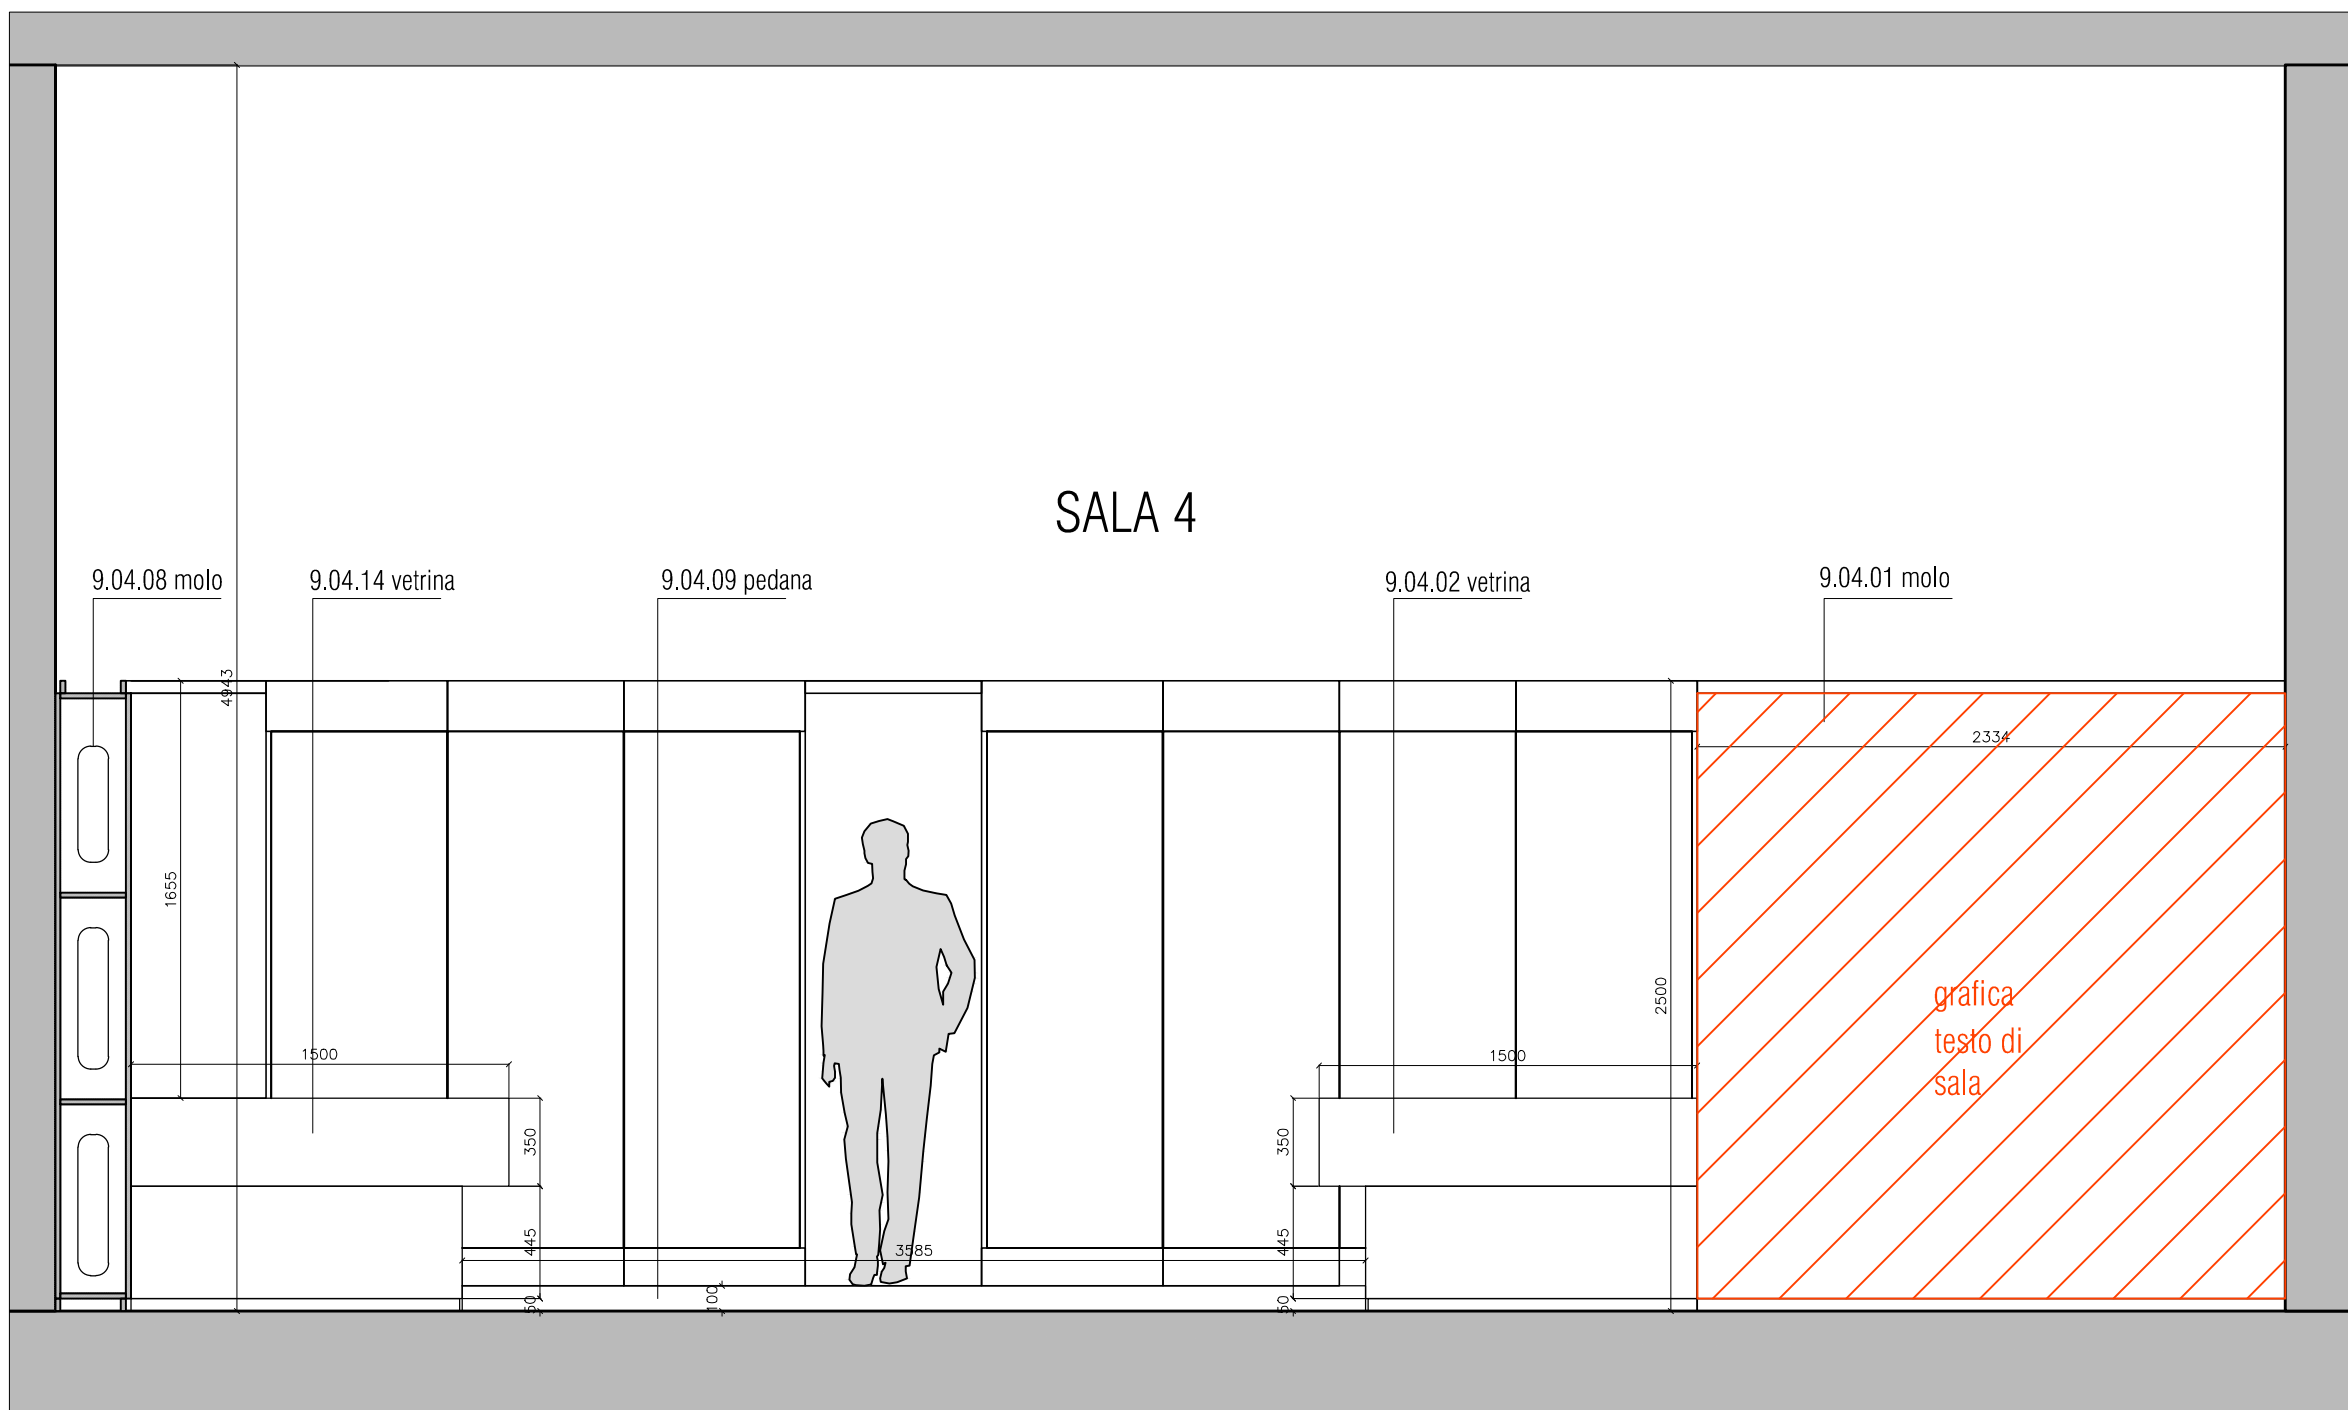 SALA 4
9.04.08 molo
9.04.14 vetrina
9.04.09 pedana
9.04.02 vetrina
9.04.01 molo
4943
2334
1655
2500
grafica
testo di
sala
1500
1500
350
350
445
445
3585
50
100
50